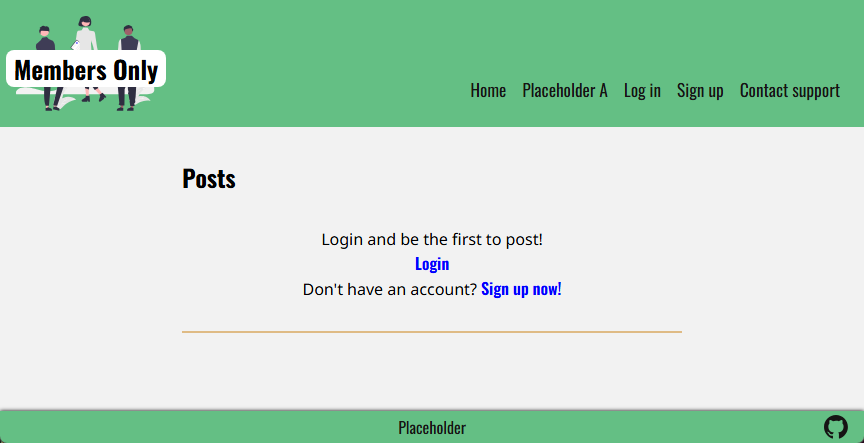 Members Only
Home Placeholder A Log in Sign up Contact support
Posts
Login and be the first to post!
Login
Don't have an account? Sign up now!
Placeholder